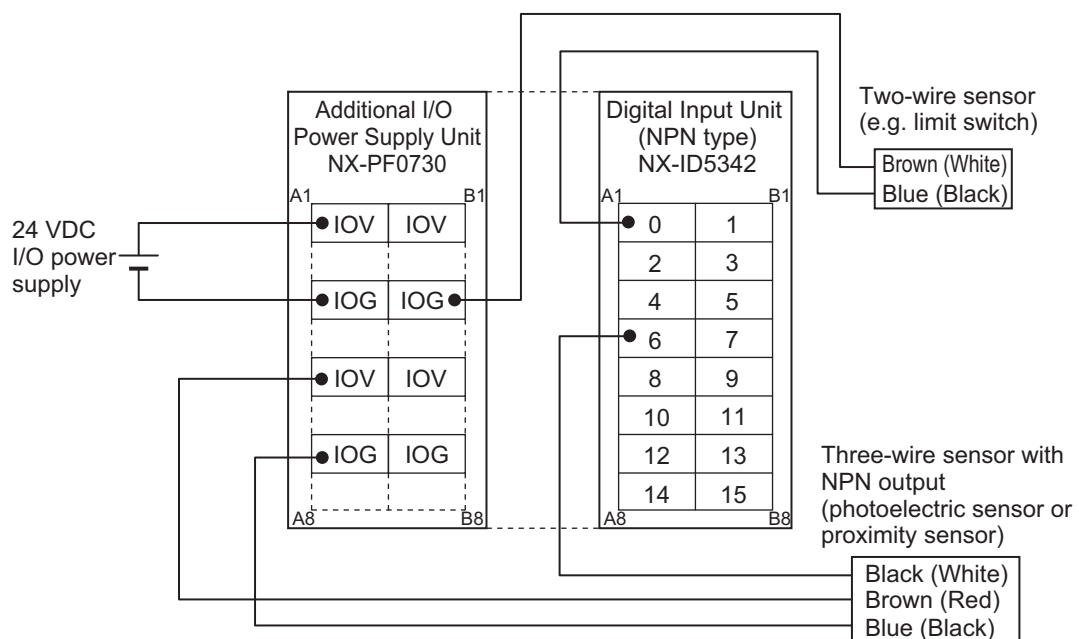 Additional I/O
Power Supply Unit
NX-PF0730
A1
B1
IOV IOV
IOG IOG
IOV IOV
IOG IOG
A8
B8
24 VDC
I/O power
supply
Digital Input Unit
(NPN type)
NX-ID5342
A1
B1
0 1
2 3
4 5
6 7
8 9
10 11
12 13
14 15
A8
B8
Two-wire sensor
(e.g. limit switch)
Brown (White)
Blue (Black)
Three-wire sensor with
NPN output
(photoelectric sensor or
proximity sensor)
Black (White)
Brown (Red)
Blue (Black)